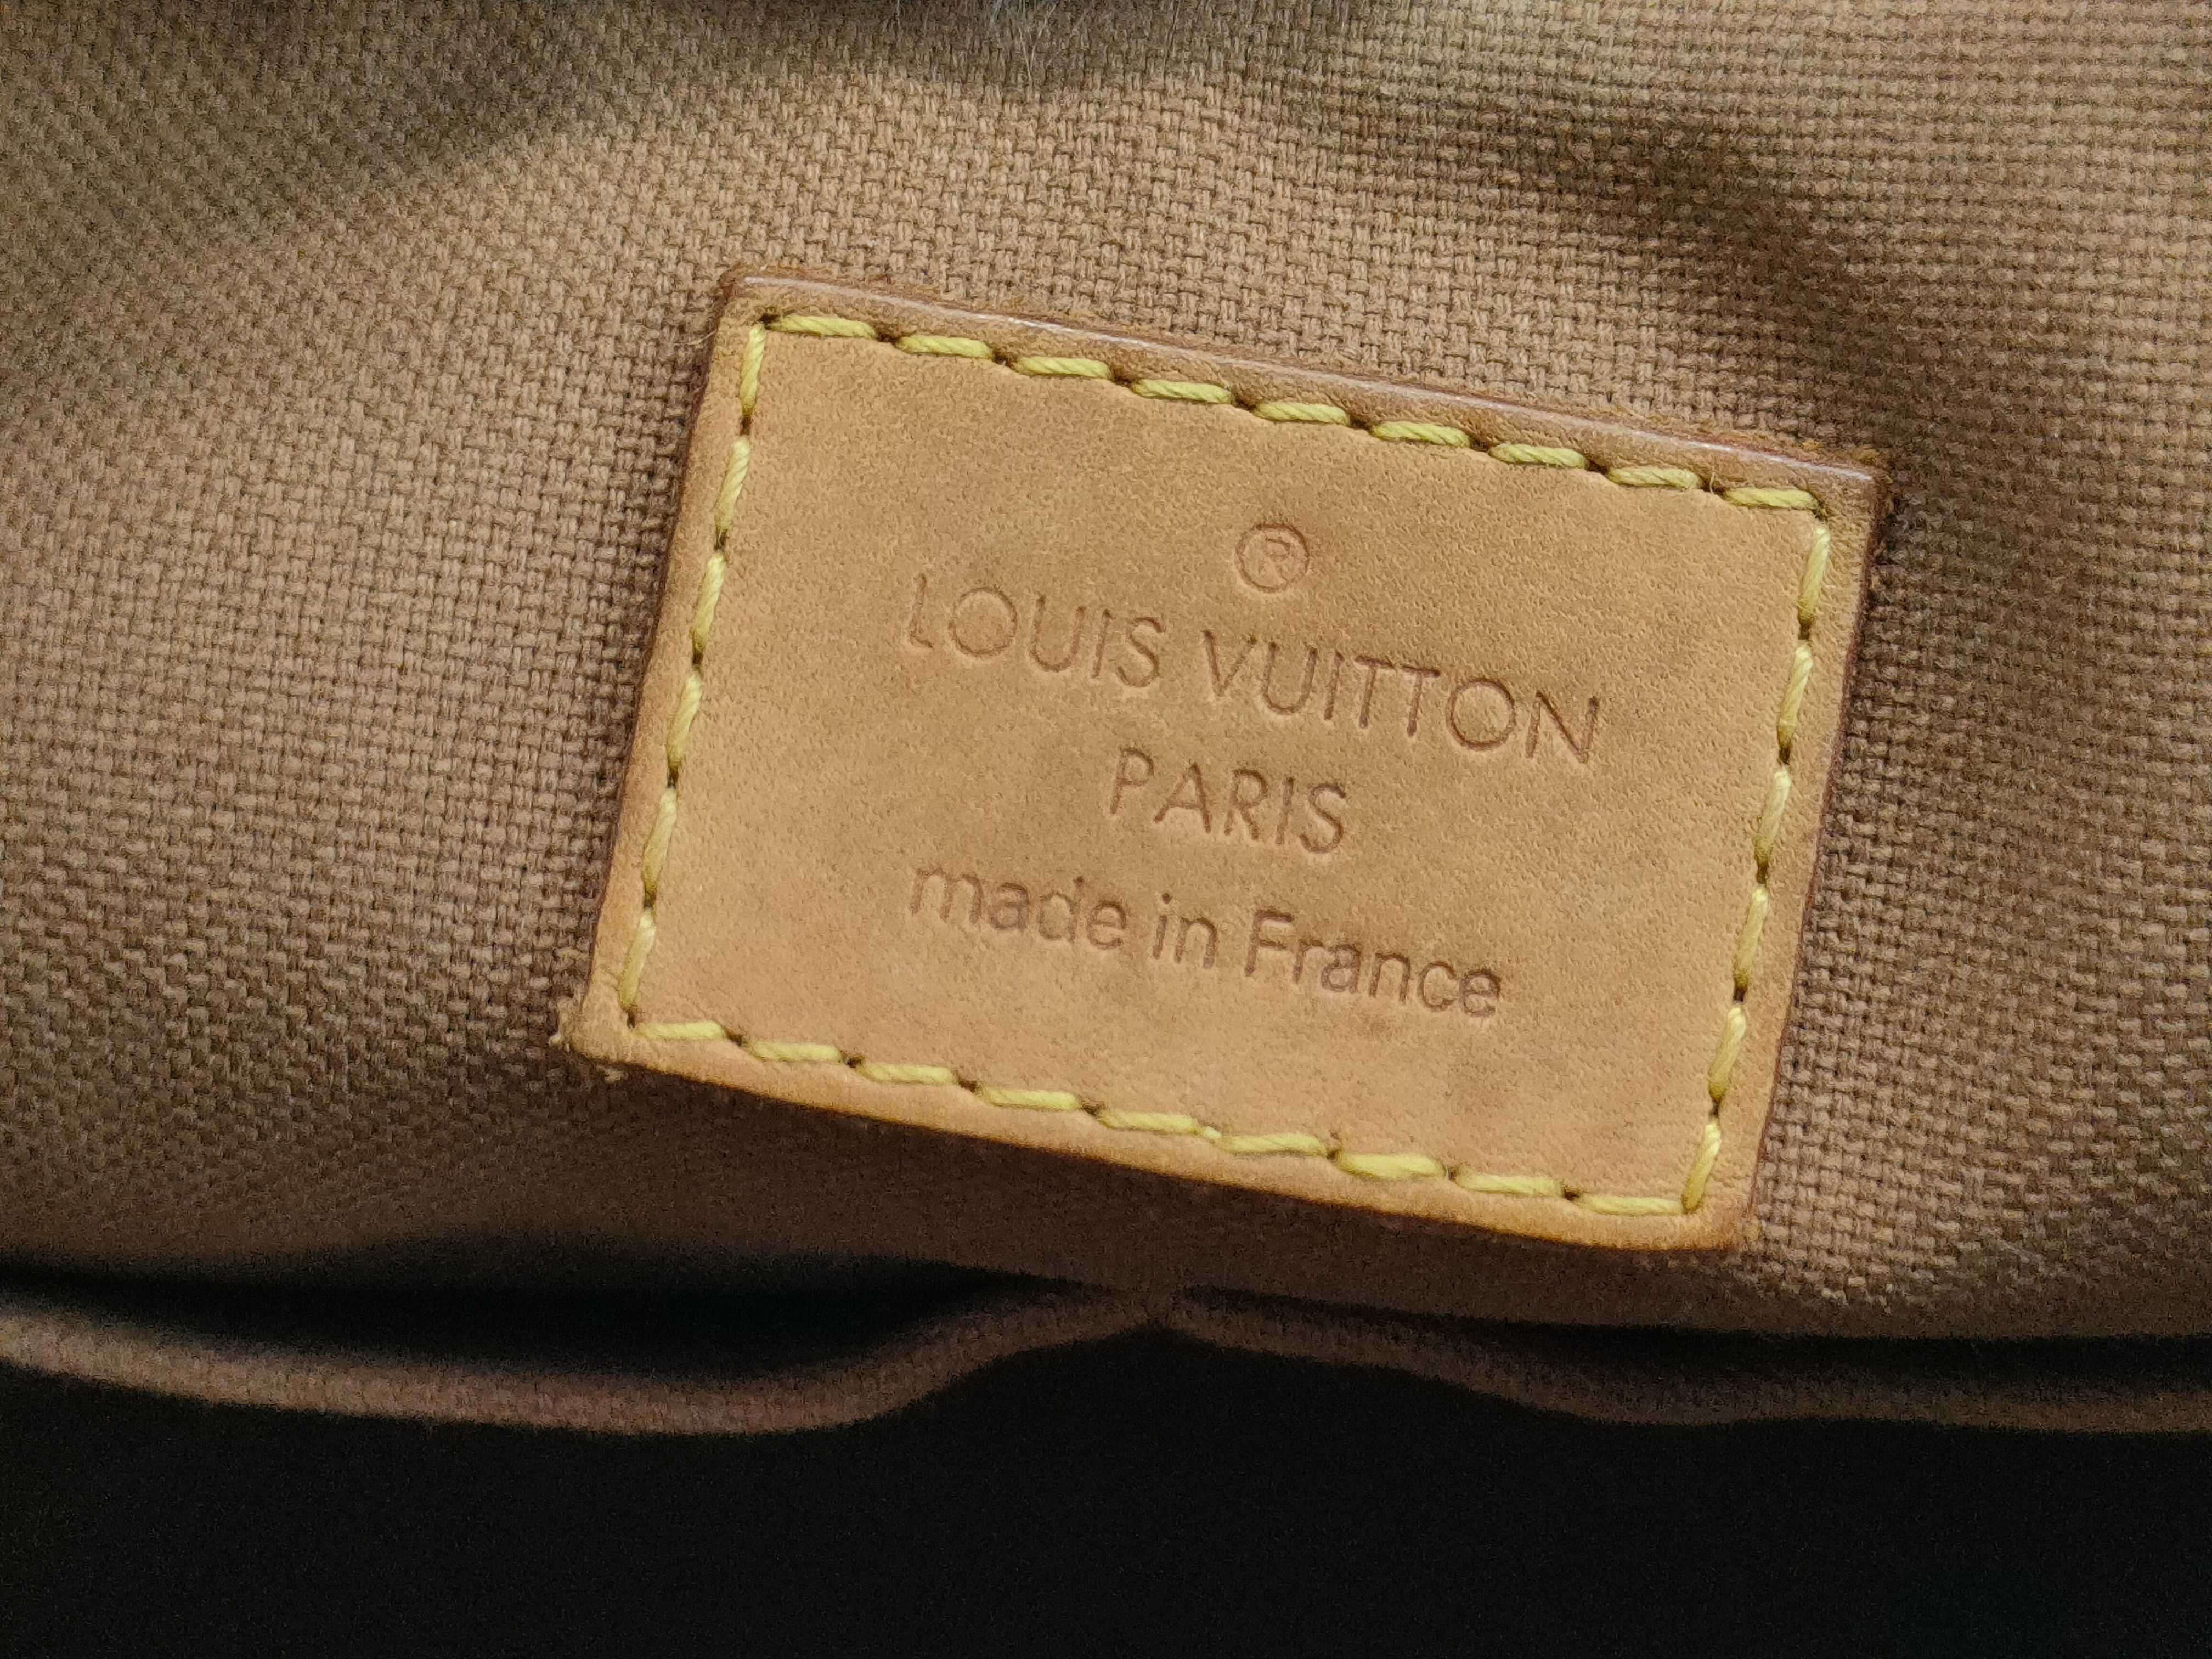 ®
LOUIS VUITTON
PARIS
made in France